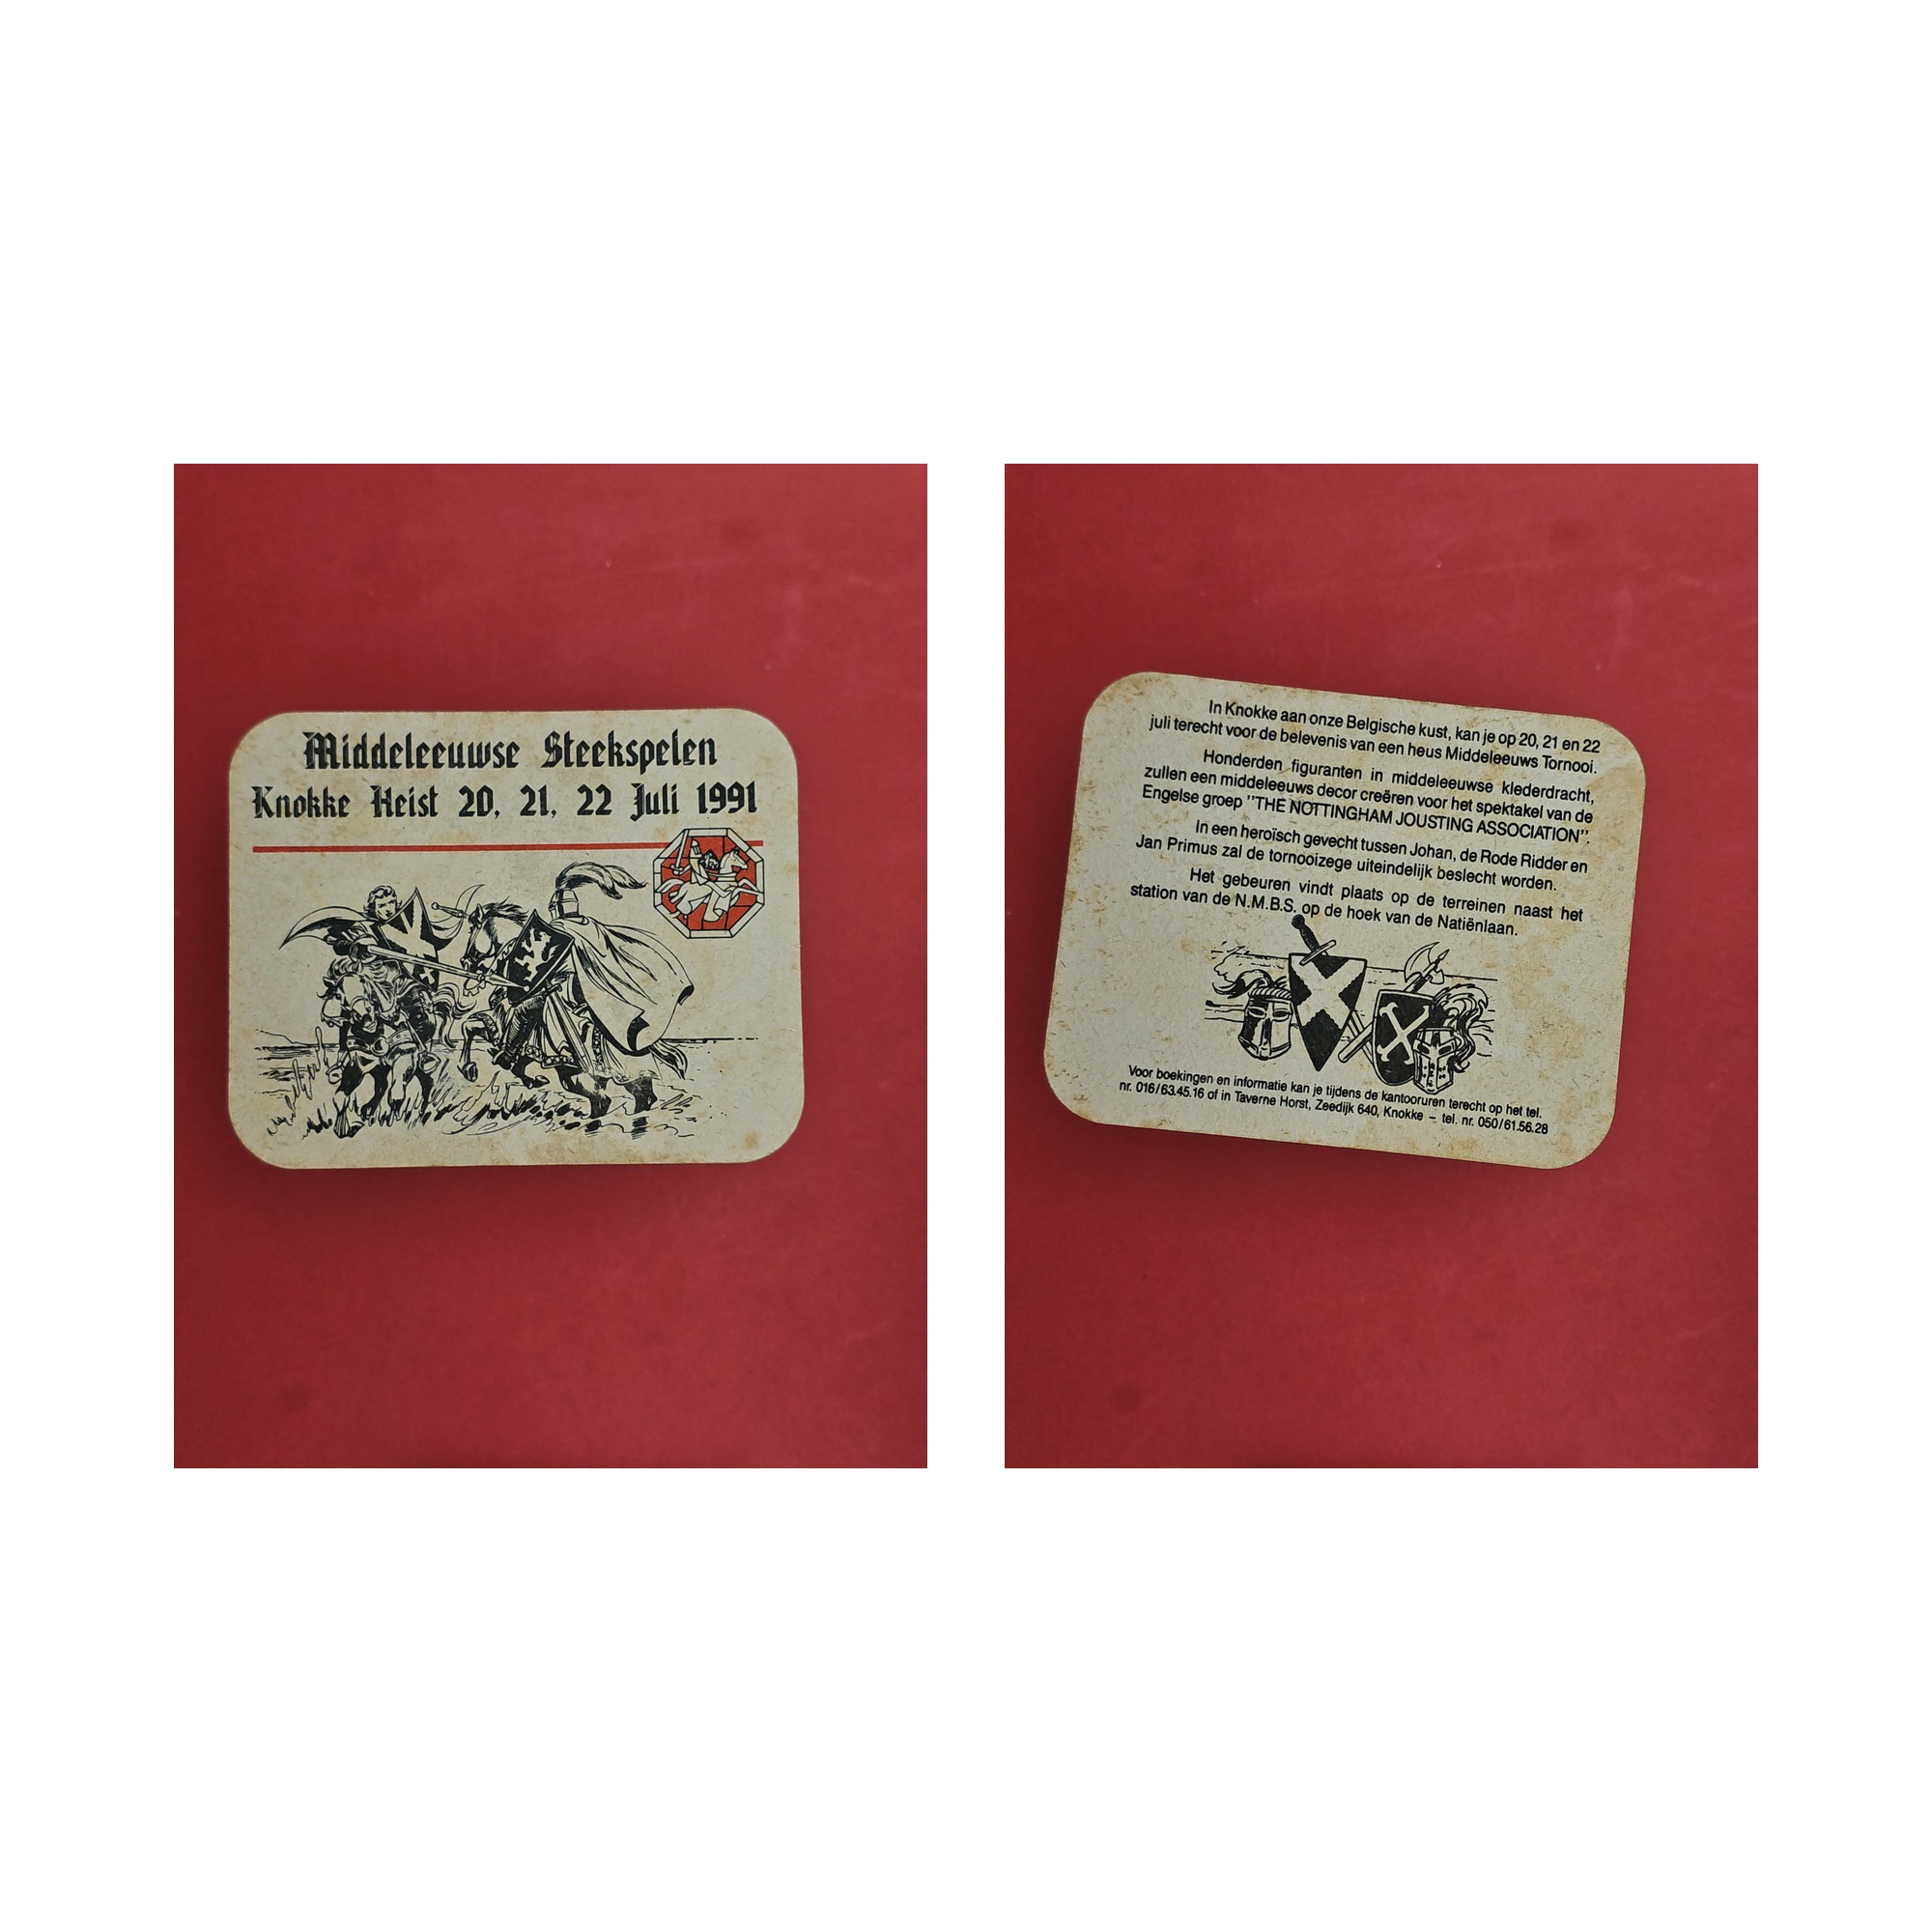 Middeleeuwse Steekspelen
Knokke Heist 20, 21, 22 Juli 1991
In Knokke aan onze Belgische kust, kan je op 20, 21 en 22
juli terecht voor de belevenis van een heus Middeleeuws Tornooi.
Honderden figuranten in middeleeuwse klederdracht,
zullen een middeleeuws decor creëren voor het spektakel van de
Engelse groep ''THE NOTTINGHAM JOUSTING ASSOCIATION''.
In een heroïsch gevecht tussen Johan, de Rode Ridder en
Jan Primus zal de tornooizege uiteindelijk beslecht worden.
Het gebeuren vindt plaats op de terreinen naast het
station van de N.M.B.S. op de hoek van de Natiënlaan.
Voor boekingen en informatie kan je tijdens de kantooruren terecht op het tel.
nr. 016/63.45.16 of in Taverne Horst, Zeedijk 640, Knokke – tel. nr. 050/61.56.28